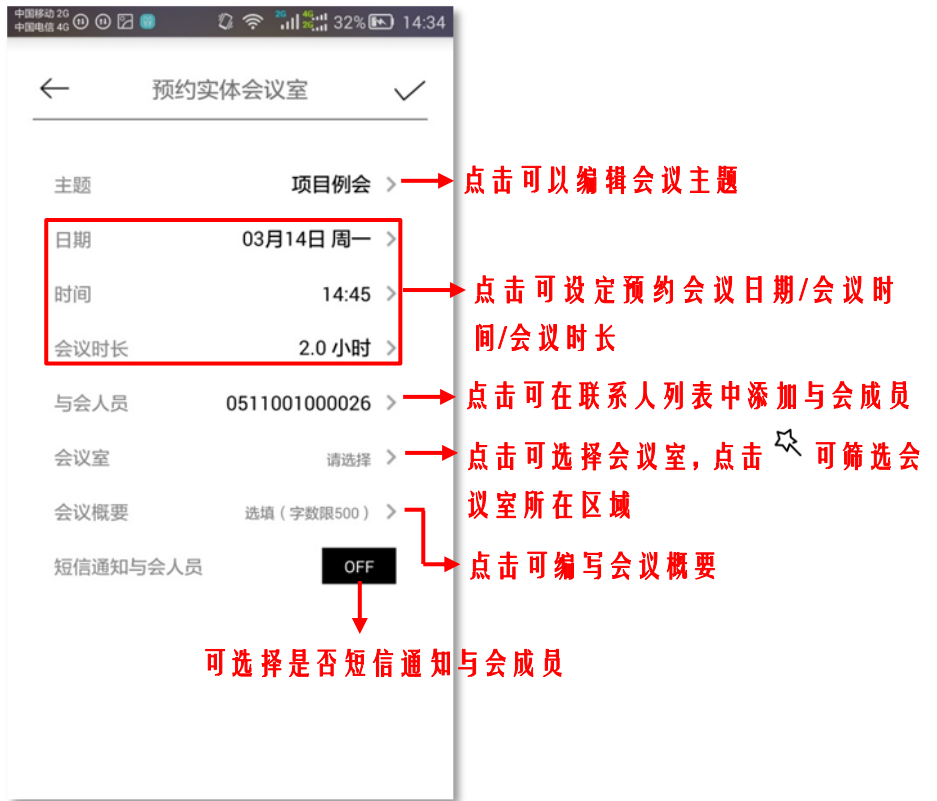 中国移动 2G
中国电信 4G
2G 4G 2G 32% 14:34
预约实体会议室
主题 项目例会
点击可以编辑会议主题
日期 03月14日 周一
时间 14:45
会议时长 2.0 小时
点击可设定预约会议日期/会议时
间/会议时长
与会人员 0511001000026
点击可在联系人列表中添加与会成员
会议室 请选择
点击可选择会议室,点击 可筛选会
议室所在区域
会议概要 选填(字数限500)
点击可编写会议概要
短信通知与会人员 OFF
可选择是否短信通知与会成员